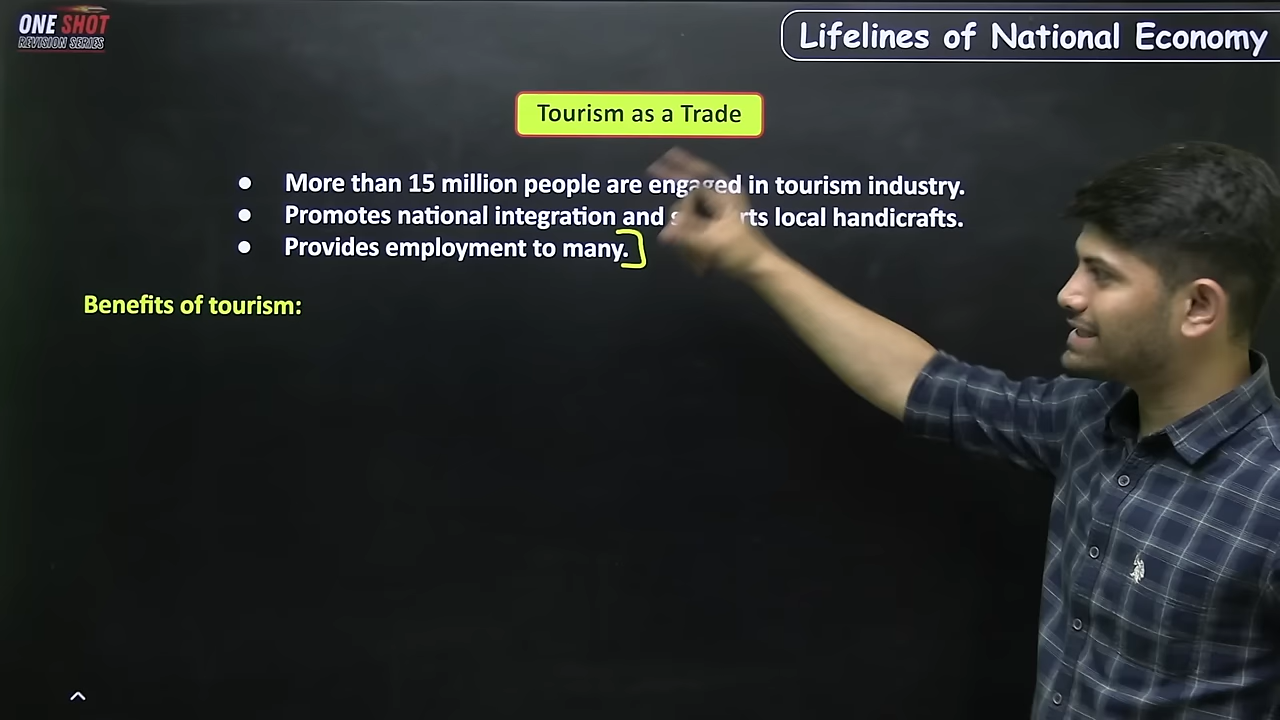 ONE SHOT
REVISION SERIES
Lifelines of National Economy
Tourism as a Trade
● More than 15 million people are engaged in tourism industry.
● Promotes national integration and local handicrafts.
● Provides employment to many.
Benefits of tourism: